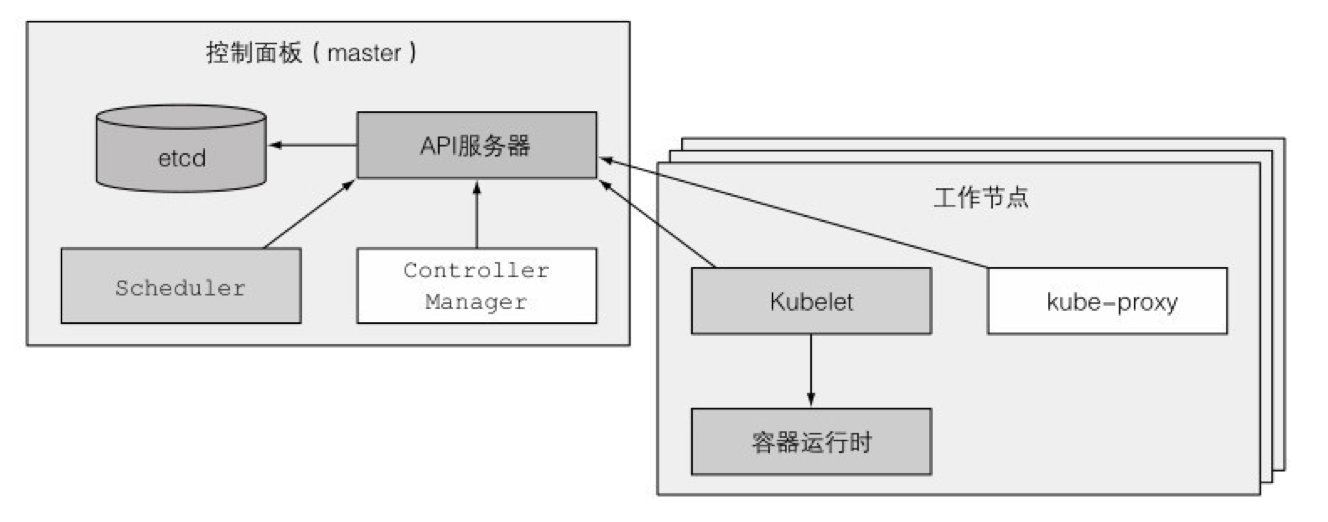 控制面板（master）
etcd
API服务器
Scheduler
Controller
Manager
工作节点
Kubelet
kube-proxy
容器运行时